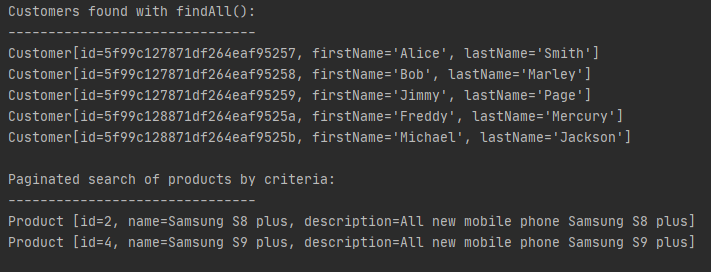 Customers found with findAll():
-------------------------------
Customer[id=5f99c127871df264eaf95257, firstName='Alice', lastName='Smith']
Customer[id=5f99c127871df264eaf95258, firstName='Bob', lastName='Marley']
Customer[id=5f99c127871df264eaf95259, firstName='Jimmy', lastName='Page']
Customer[id=5f99c128871df264eaf9525a, firstName='Freddy', lastName='Mercury']
Customer[id=5f99c128871df264eaf9525b, firstName='Michael', lastName='Jackson']
Paginated search of products by criteria:
-------------------------------
Product [id=2, name=Samsung S8 plus, description=All new mobile phone Samsung S8 plus]
Product [id=4, name=Samsung S9 plus, description=All new mobile phone Samsung S9 plus]